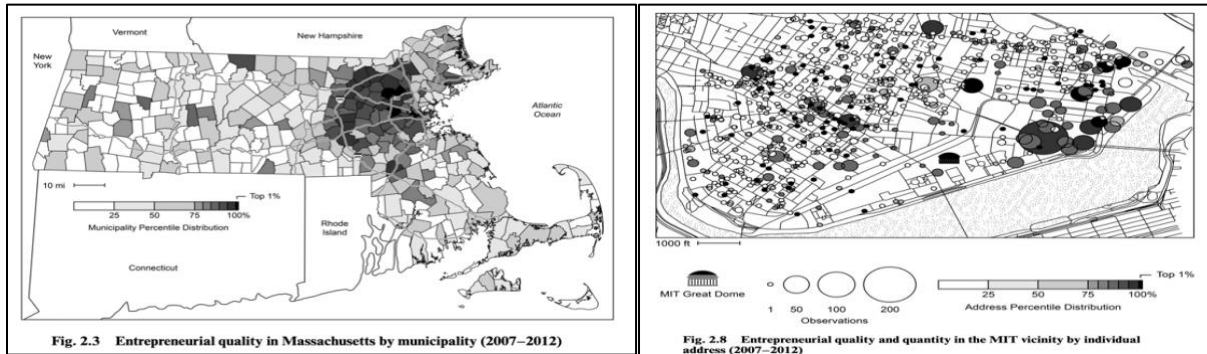 Vermont
New Hampshire
New
York
Atlantic
Ocean
10 mi
Top 1%
25 50 75 100%
Municipality Percentile Distribution
Rhode
Island
Connecticut
Fig. 2.3 Entrepreneurial quality in Massachusetts by municipality (2007–2012)
1000 ft
MIT Great Dome
1 50 100 200
Observations
Top 1%
25 50 75 100%
Address Percentile Distribution
Fig. 2.8 Entrepreneurial quality and quantity in the MIT vicinity by individual
address (2007–2012)